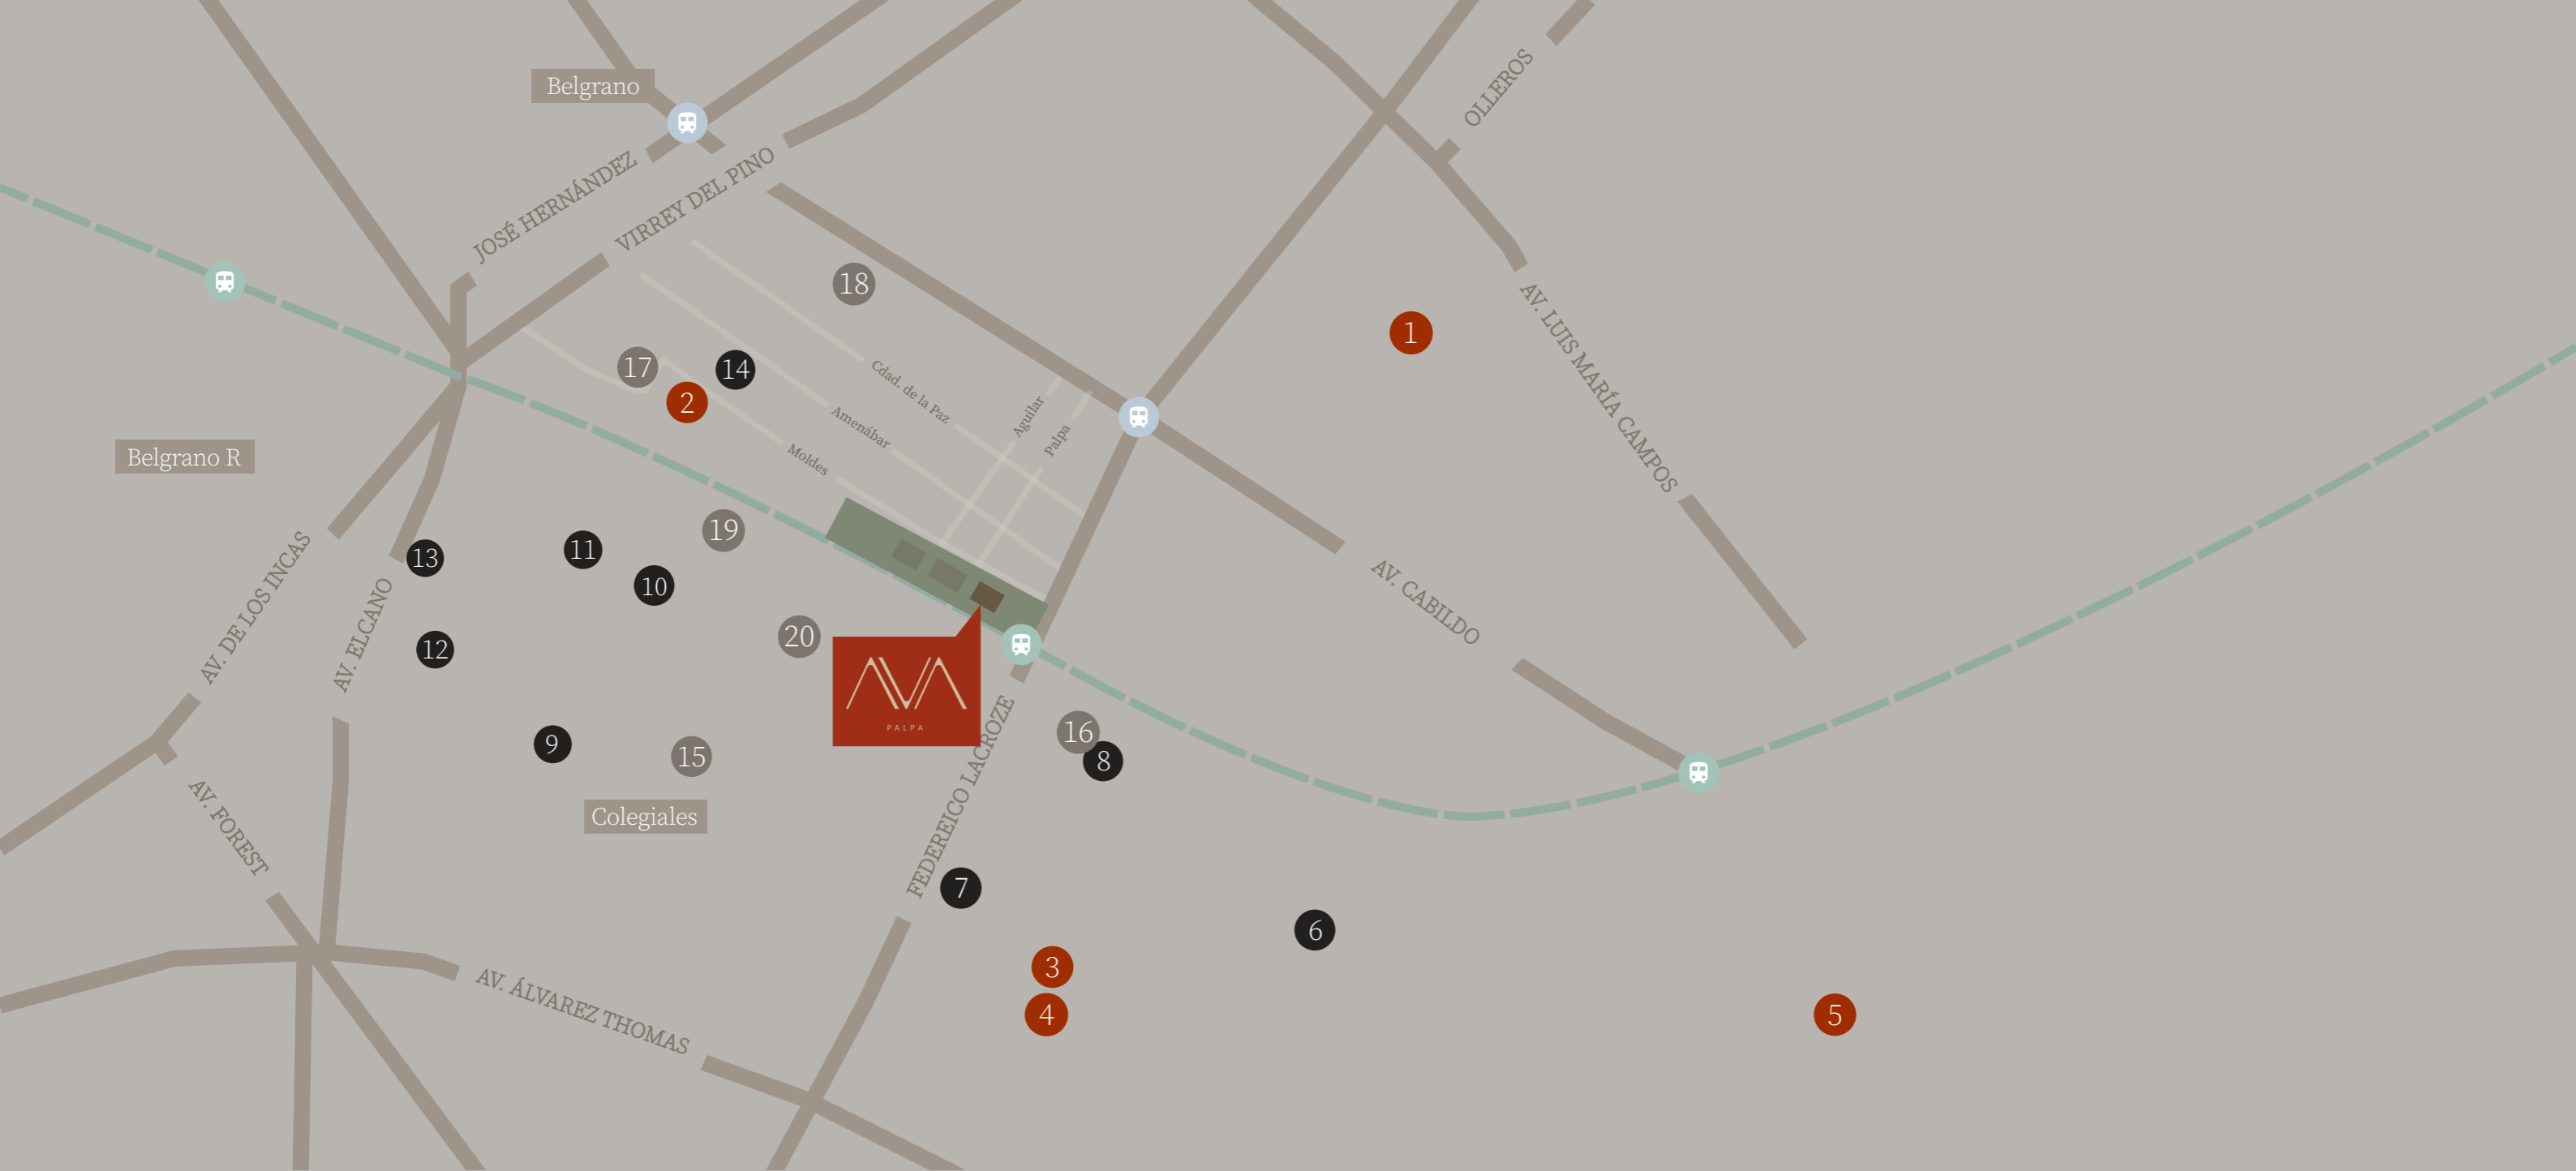 OLLEROS
Belgrano
JOSÉ HERNÁNDEZ
VIRREY DEL PINO
18
1
AV. LUIS MARÍA CAMPOS
17
14
2
Cdad. de la Paz
Aguilar
Palpa
Amenábar
Moldes
Belgrano R
19
13
11
10
AV. DE LOS INCAS
AV. ELCANO
AV. CABILDO
12
20
AVA
PALPA
9
15
16
8
Colegiales
AV. FOREST
FEDEREICO LACROZE
7
6
3
4
5
AV. ÁLVAREZ THOMAS